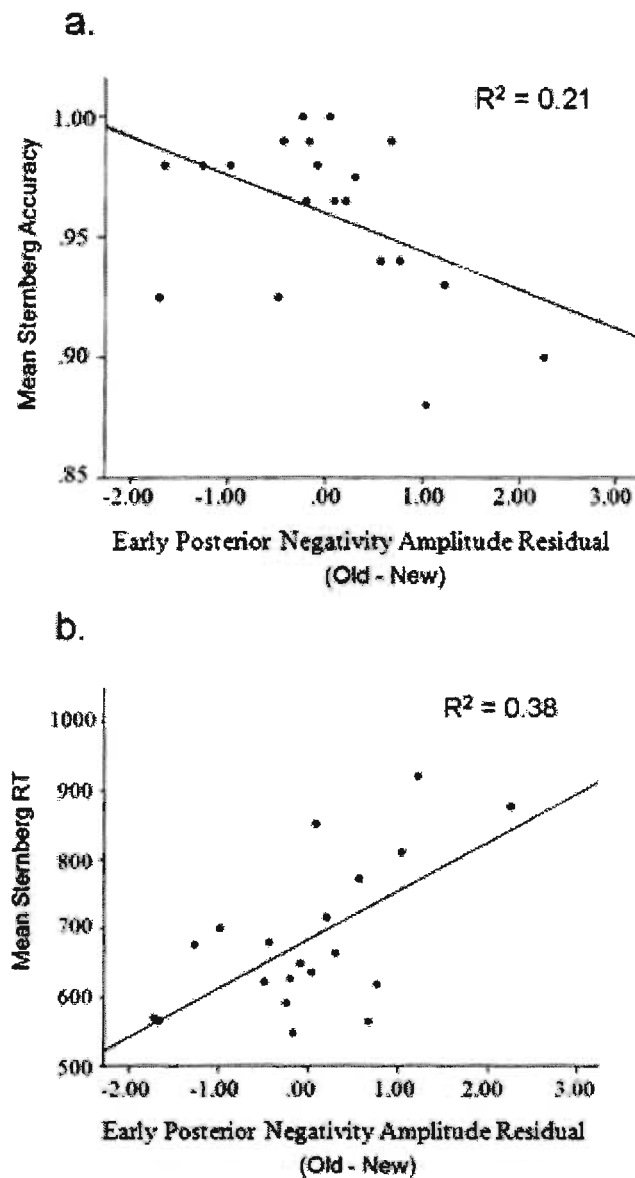 a.
R² = 0.21
Mean Sternberg Accuracy
1.00
.95
.90
.85
-2.00 -1.00 .00 1.00 2.00 3.00
Early Posterior Negativity Amplitude Residual
(Old - New)
b.
R² = 0.38
Mean Sternberg RT
1000
900
800
700
600
500
-2.00 -1.00 .00 1.00 2.00 3.00
Early Posterior Negativity Amplitude Residual
(Old - New)